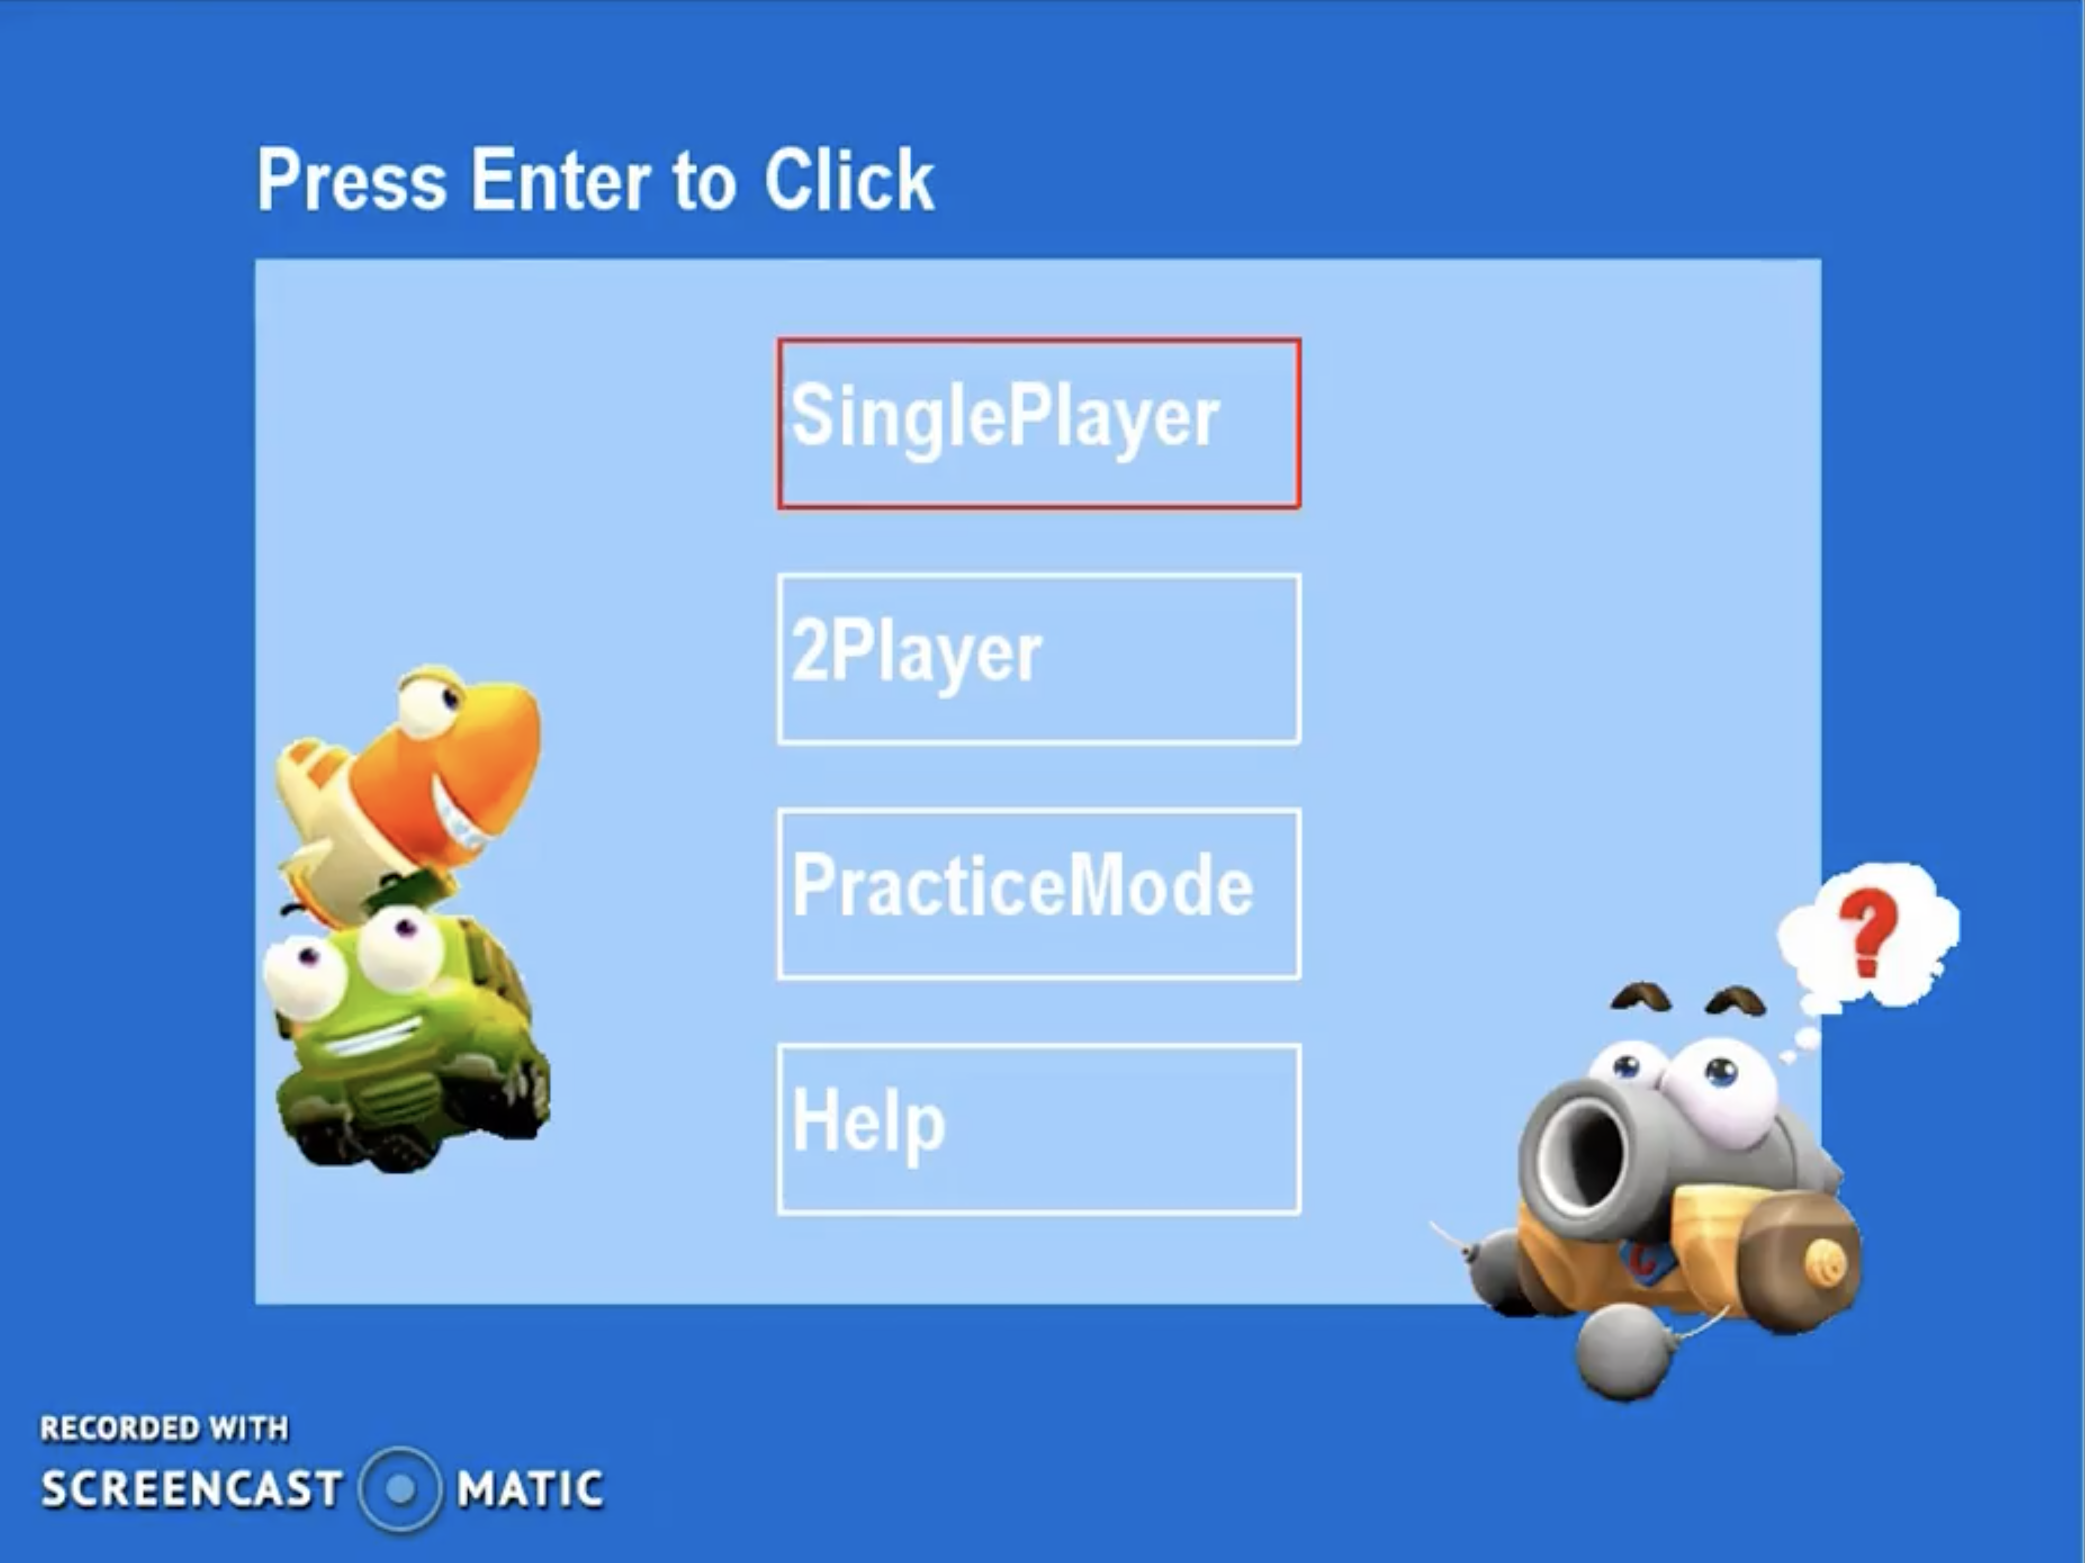 Press Enter to Click
SinglePlayer
2Player
PracticeMode
Help
?
C
RECORDED WITH
SCREENCAST MATIC